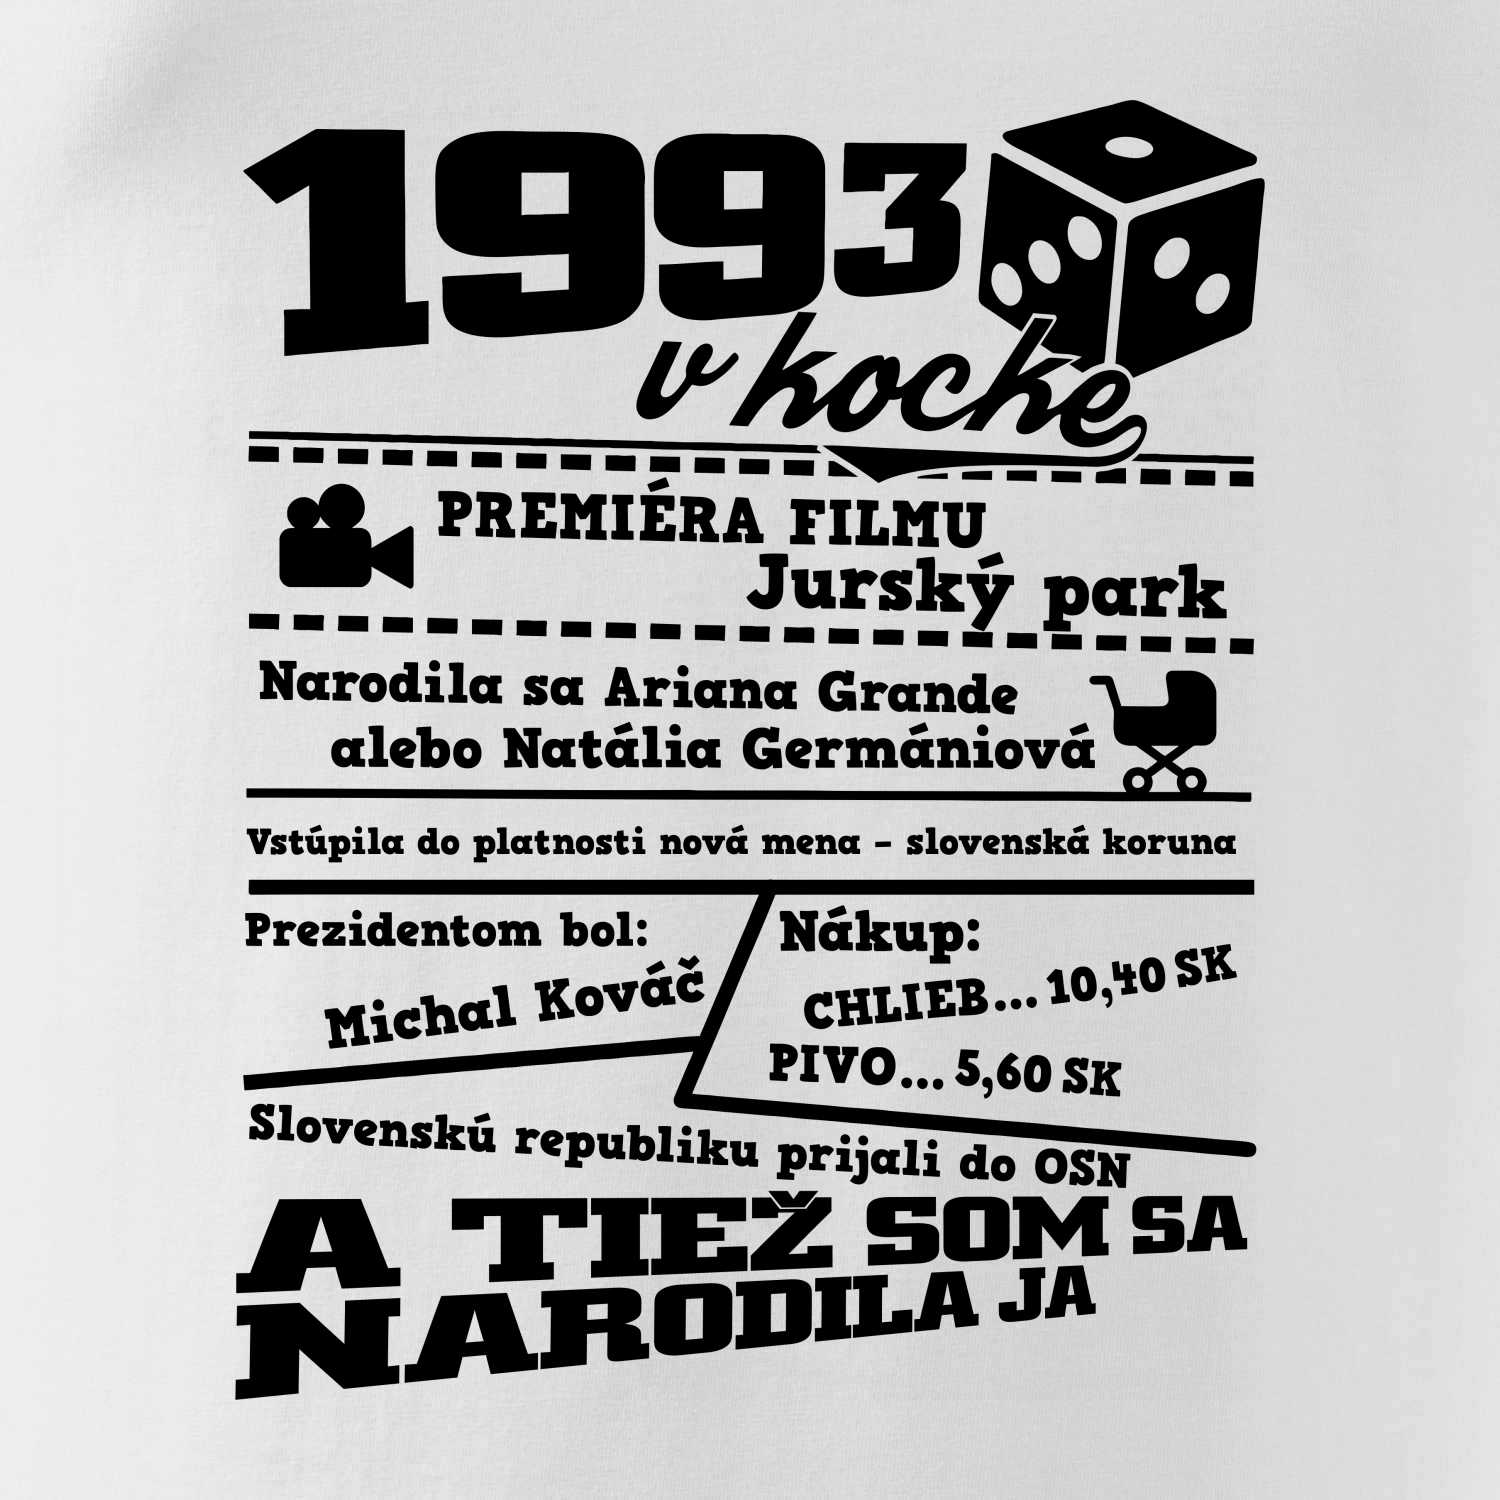 1993
v kocke
PREMIÉRA FILMU
Jurský park
Narodila sa Ariana Grande
alebo Natália Germániová
Vstúpila do platnosti nová mena – slovenská koruna
Prezidentom bol:
Michal Kováč
Nákup:
CHLIEB... 10,40 SK
PIVO... 5,60 SK
Slovenskú republiku prijali do OSN
A TIEŽ SOM SA
NARODILA JA